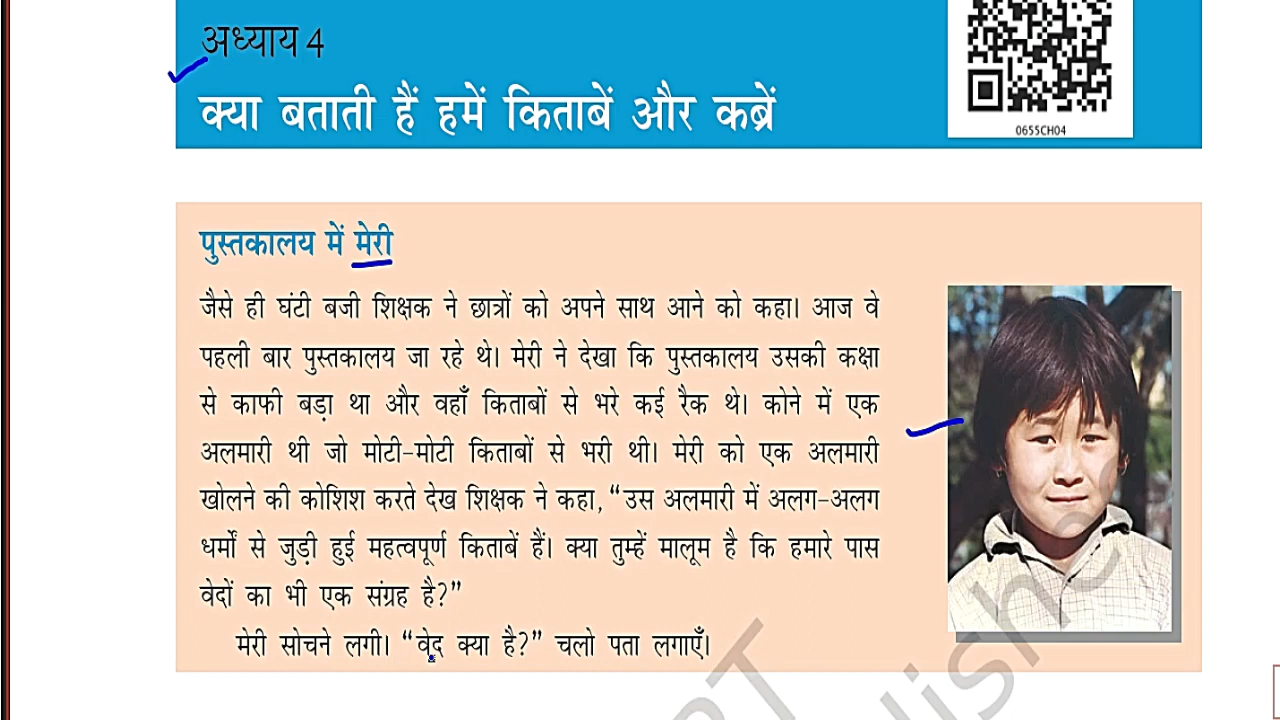 अध्याय 4
क्या बताती हैं हमें किताबें और कब्रें
0655CH04
पुस्तकालय में मेरी
जैसे ही घंटी बजी शिक्षक ने छात्रों को अपने साथ आने को कहा। आज वे
पहली बार पुस्तकालय जा रहे थे। मेरी ने देखा कि पुस्तकालय उसकी कक्षा
से काफी बड़ा था और वहाँ किताबों से भरे कई रैक थे। कोने में एक
अलमारी थी जो मोटी-मोटी किताबों से भरी थी। मेरी को एक अलमारी
खोलने की कोशिश करते देख शिक्षक ने कहा, “उस अलमारी में अलग-अलग
धर्मों से जुड़ी हुई महत्वपूर्ण किताबें हैं। क्या तुम्हें मालूम है कि हमारे पास
वेदों का भी एक संग्रह है?”
मेरी सोचने लगी। “वेद क्या है?” चलो पता लगाएँ।